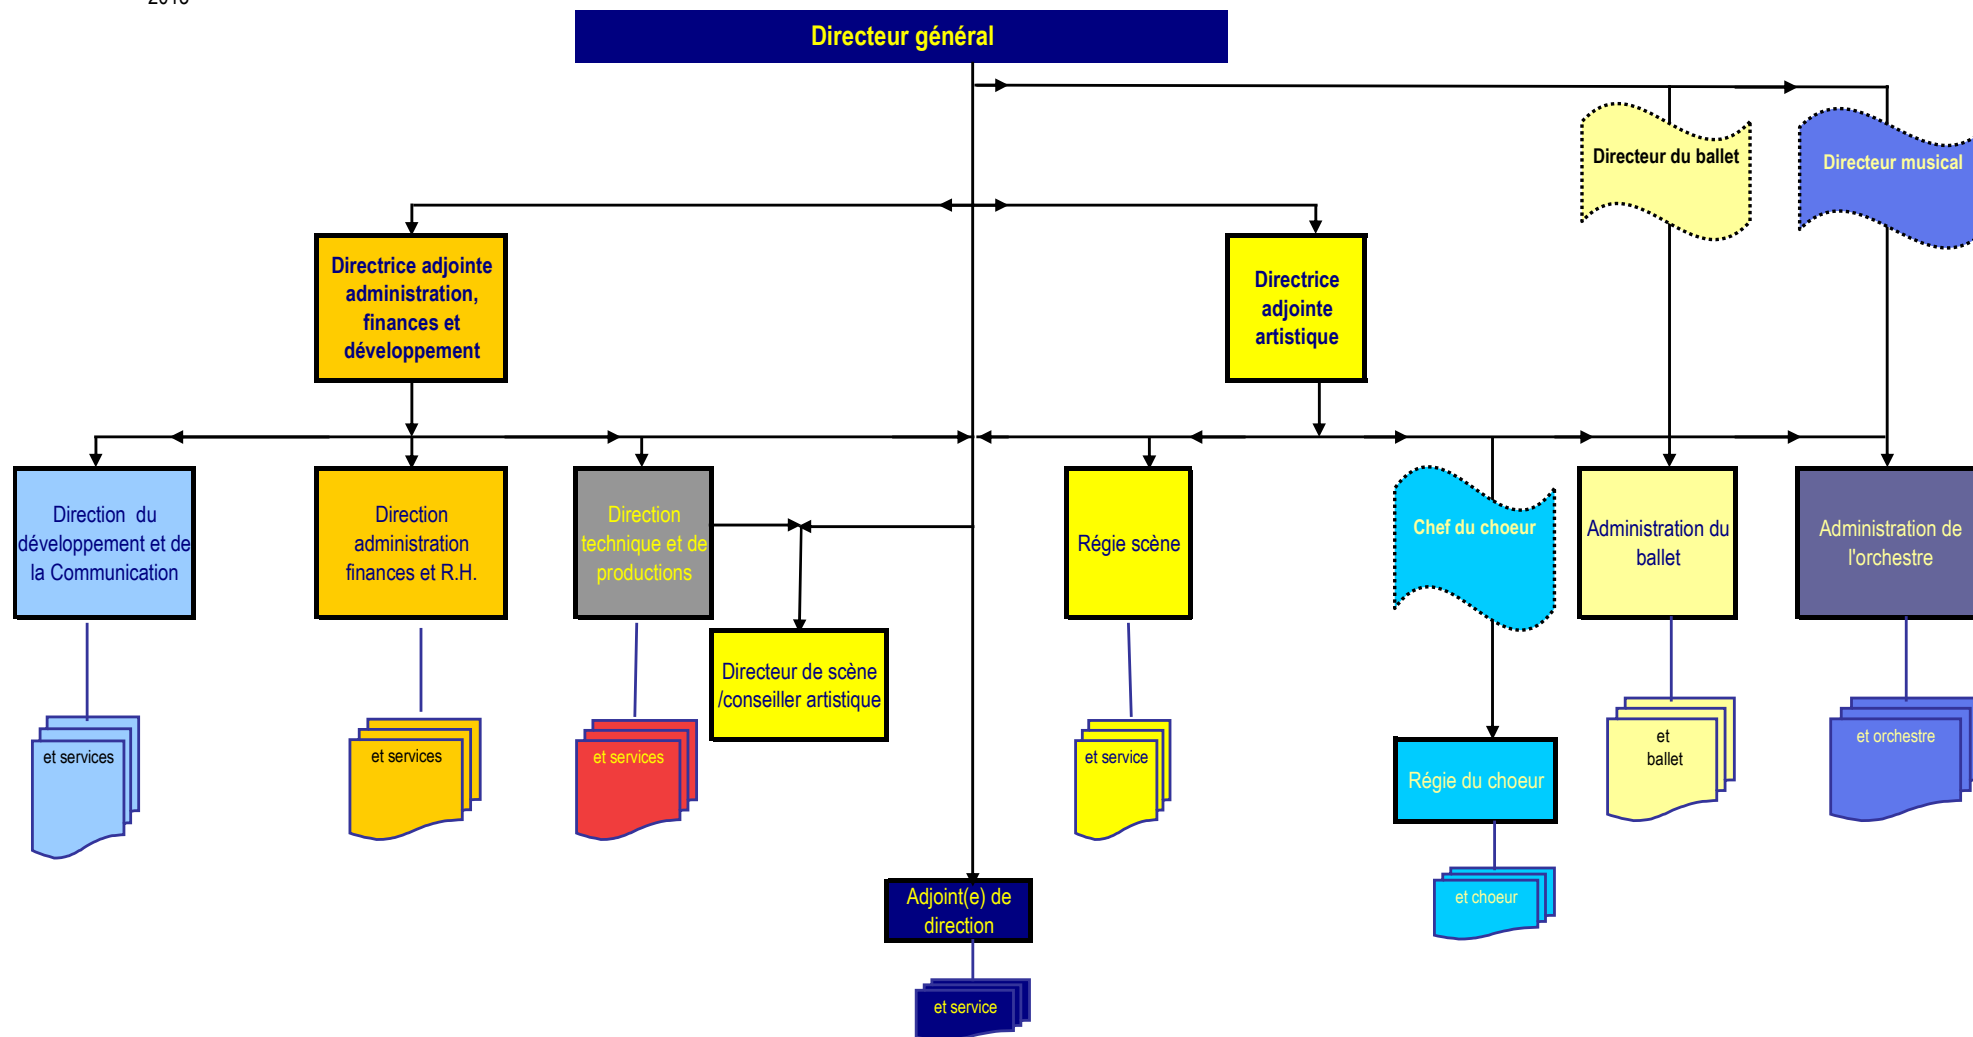 Directeur général
Directeur du ballet
Directeur musical
Directrice adjointe
administration,
finances et
développement
Directrice
adjointe
artistique
Direction du
développement et de
la Communication
Direction
administration
finances et R.H.
Direction
technique et de
productions
Régie scène
Chef du choeur
Administration du
ballet
Administration de
l'orchestre
Directeur de scène
/conseiller artistique
et services
et services
et services
et service
Régie du choeur
et
ballet
et orchestre
Adjoint(e) de
direction
et choeur
et service